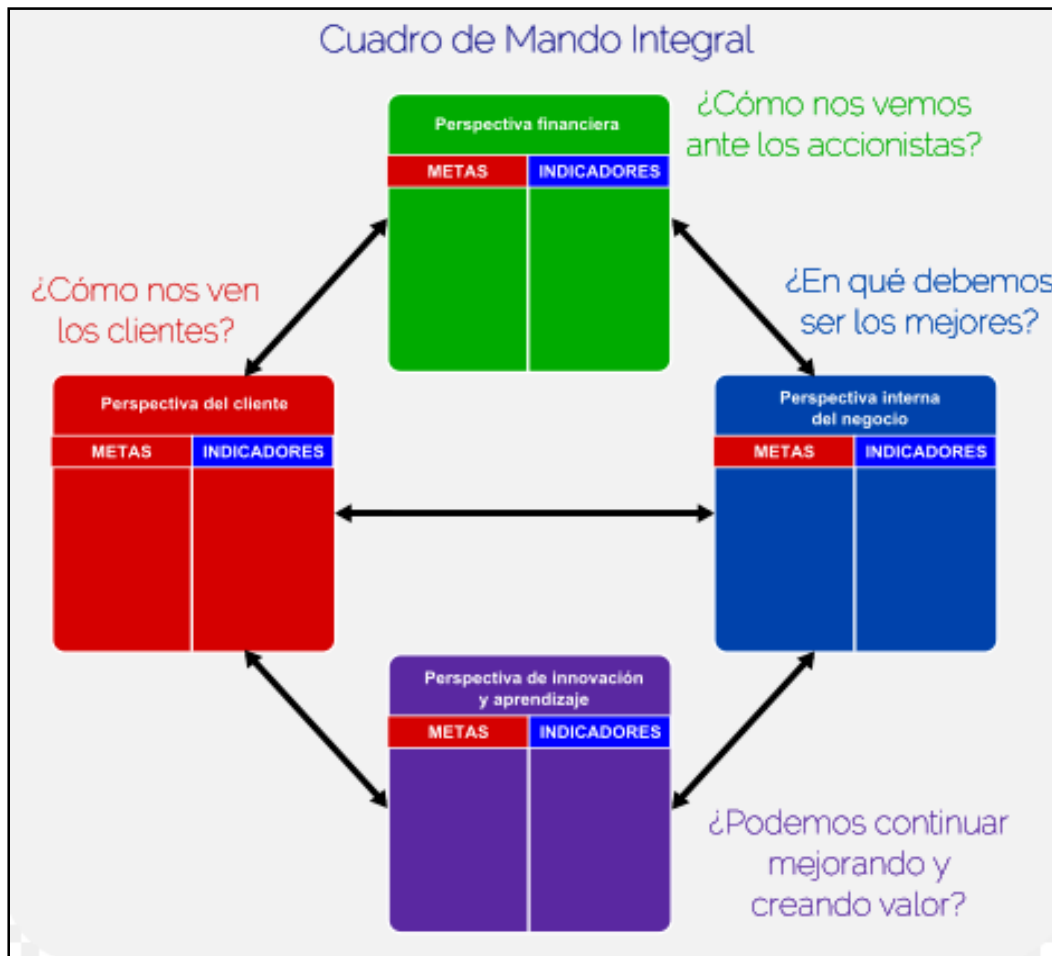 Cuadro de Mando Integral
Perspectiva financiera
METAS INDICADORES
¿Cómo nos vemos
ante los accionistas?
¿Cómo nos ven
los clientes?
¿En qué debemos
ser los mejores?
Perspectiva del cliente
METAS INDICADORES
Perspectiva interna
del negocio
METAS INDICADORES
Perspectiva de innovación
y aprendizaje
METAS INDICADORES
¿Podemos continuar
mejorando y
creando valor?